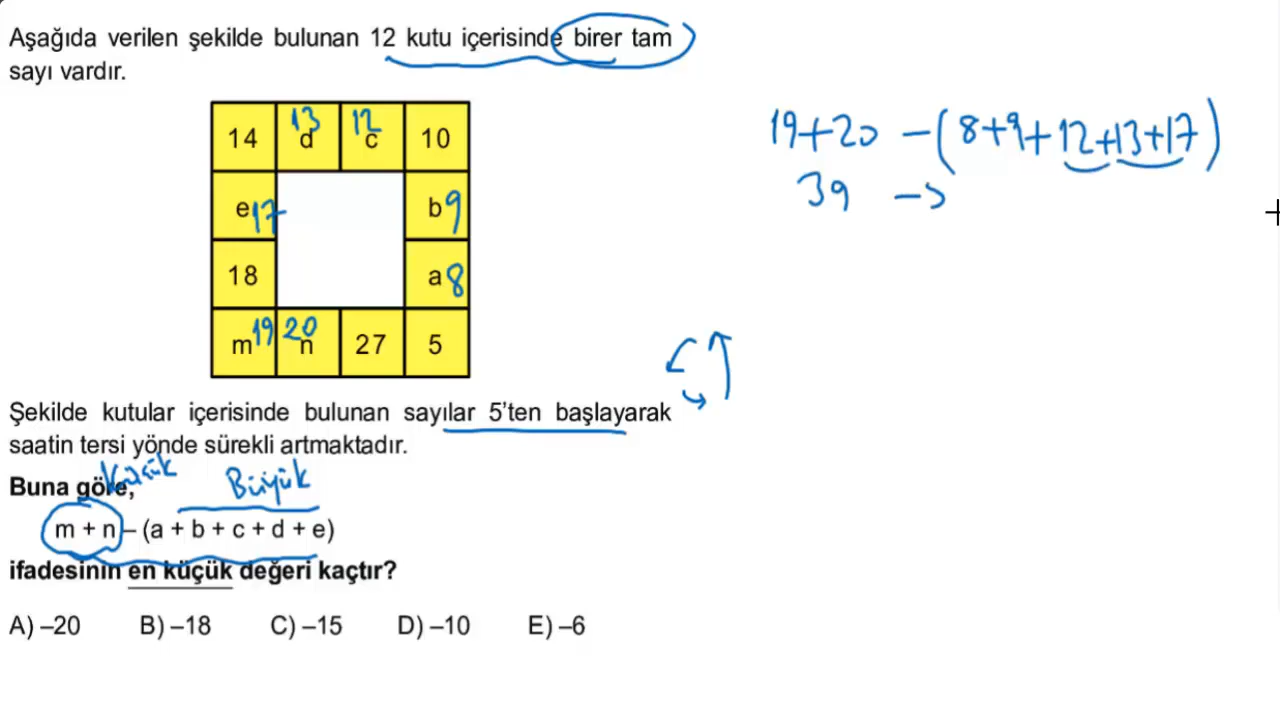 Aşağıda verilen şekilde bulunan 12 kutu içerisinde birer tam
sayı vardır.
14 13 d 12 c 10
e 17 b 9
18 a 8
m 19 20 n 27 5
19+20 -(8+9+12+13+17)
39 -
Şekilde kutular içerisinde bulunan sayılar 5'ten başlayarak
saatin tersi yönde sürekli artmaktadır.
Küçük Büyük
Buna göre,
m + n – (a + b + c + d + e)
ifadesinin en küçük değeri kaçtır?
A) –20 B) –18 C) –15 D) –10 E) –6